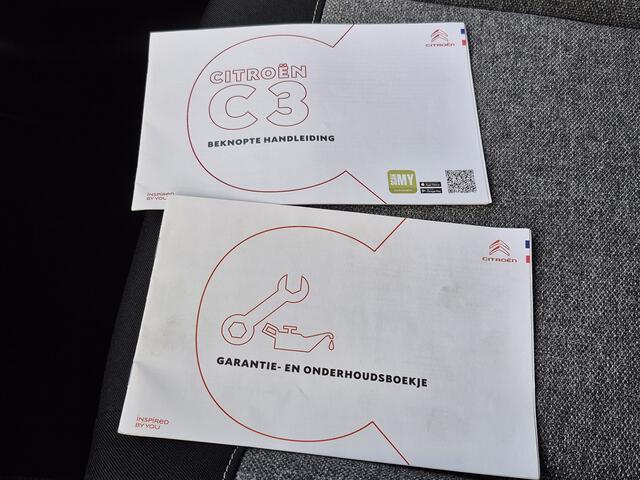 CITROËN
CITROËN
C3
BEKNOPTE HANDLEIDING
MY
INSPIRED
BY YOU
CITROËN
GARANTIE- EN ONDERHOUDSBOEKJE
INSPIRED
BY YOU